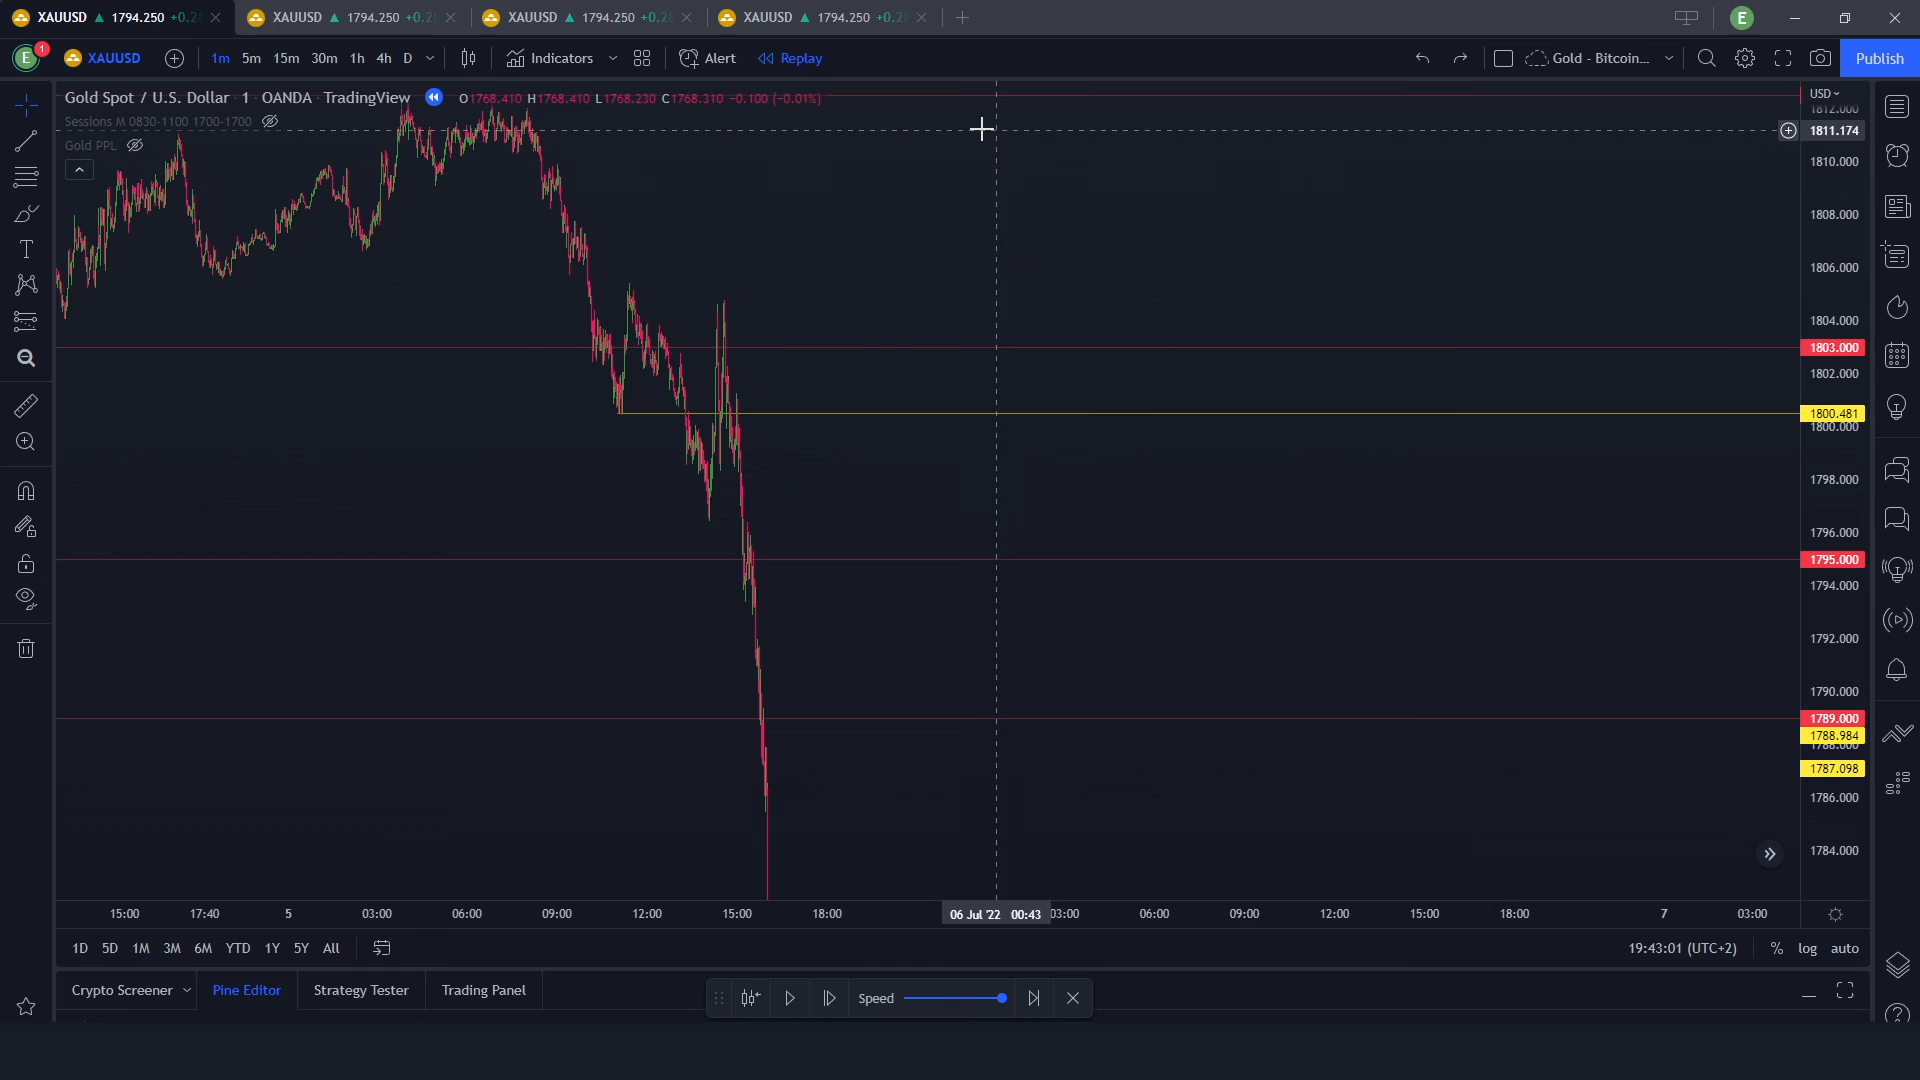 XAUUSD ▲ 1794.250 +0.2 XAUUSD ▲ 1794.250 +0.2 XAUUSD ▲ 1794.250 +0.2 XAUUSD ▲ 1794.250 +0.2 E
E 1 XAUUSD 1m 5m 15m 30m 1h 4h D Indicators Alert Replay Gold - Bitcoin... Publish
Gold Spot / U.S. Dollar · 1 · OANDA · TradingView O1768.410 H1768.410 L1768.230 C1768.310 −0.100 (−0.01%) USD
1812.000
Sessions M 0830-1100 1700-1700
1811.174
Gold PPL
1810.000
1808.000
1806.000
1804.000
1803.000
1802.000
1800.481
1800.000
1798.000
1796.000
1795.000
1794.000
1792.000
1790.000
1789.000
1788.984
1788.000
1787.098
1786.000
1784.000
15:00 17:40 5 03:00 06:00 09:00 12:00 15:00 18:00 06 Jul '22 00:43 03:00 06:00 09:00 12:00 15:00 18:00 7 03:00
1D 5D 1M 3M 6M YTD 1Y 5Y All 19:43:01 (UTC+2) % log auto
Crypto Screener Pine Editor Strategy Tester Trading Panel Speed